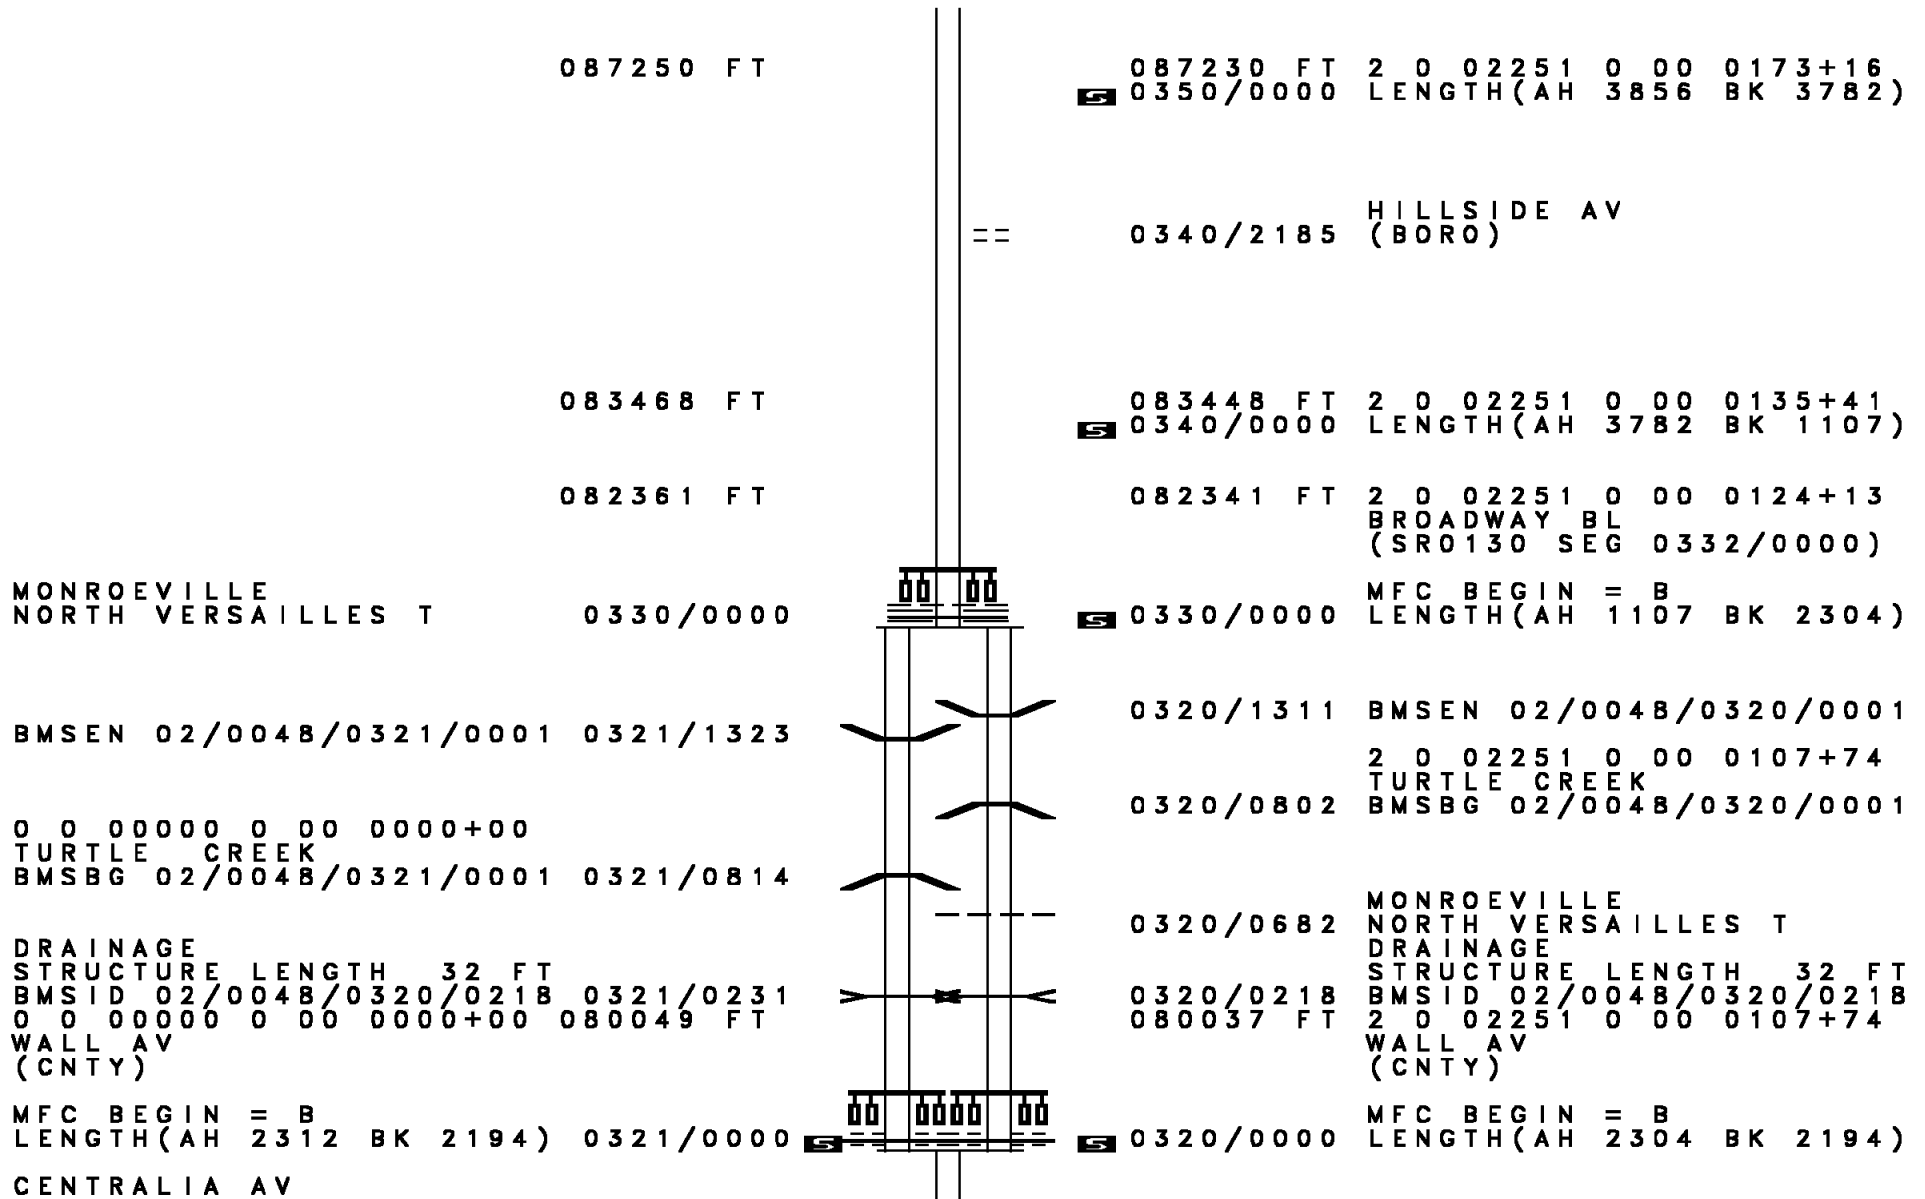 087250 FT 087230 FT 2 0 02251 0 00 0173+16
S 0350/0000 LENGTH(AH 3856 BK 3782)
HILLSIDE AV
0340/2185 (BORO)
083468 FT 083448 FT 2 0 02251 0 00 0135+41
S 0340/0000 LENGTH(AH 3782 BK 1107)
082361 FT 082341 FT 2 0 02251 0 00 0124+13
BROADWAY BL
(SR0130 SEG 0332/0000)
MONROEVILLE MFC BEGIN = B
NORTH VERSAILLES T 0330/0000 S 0330/0000 LENGTH(AH 1107 BK 2304)
0320/1311 BMSEN 02/0048/0320/0001
BMSEN 02/0048/0321/0001 0321/1323
2 0 02251 0 00 0107+74
TURTLE CREEK
0320/0802 BMSBG 02/0048/0320/0001
0 0 00000 0 00 0000+00
TURTLE CREEK
BMSBG 02/0048/0321/0001 0321/0814
MONROEVILLE
0320/0682 NORTH VERSAILLES T
DRAINAGE DRAINAGE
STRUCTURE LENGTH 32 FT STRUCTURE LENGTH 32 FT
BMSID 02/0048/0320/0218 0321/0231 0320/0218 BMSID 02/0048/0320/0218
0 0 00000 0 00 0000+00 080049 FT 080037 FT 2 0 02251 0 00 0107+74
WALL AV WALL AV
(CNTY) (CNTY)
MFC BEGIN = B MFC BEGIN = B
LENGTH(AH 2312 BK 2194) 0321/0000 S S 0320/0000 LENGTH(AH 2304 BK 2194)
CENTRALIA AV